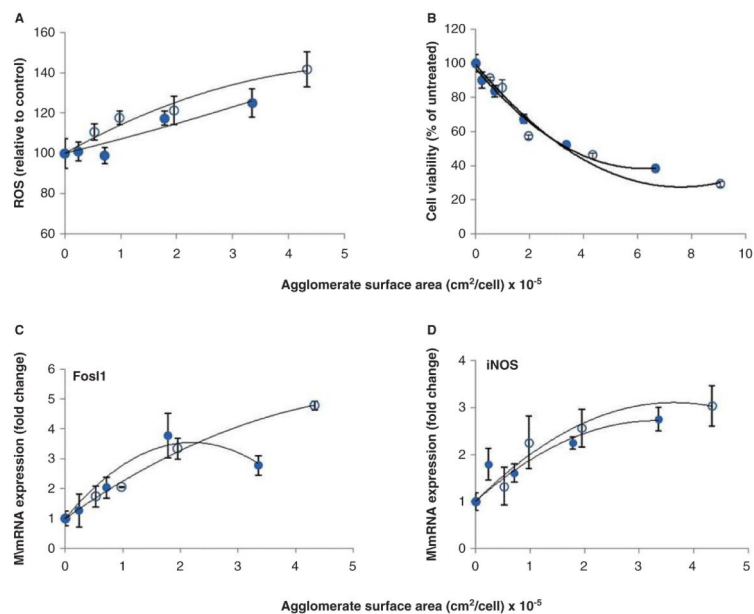 A
ROS (relative to control)
160
140
120
100
80
60
0 1 2 3 4 5
B
Cell viability (% of untreated)
120
100
80
60
40
20
0
0 2 4 6 8 10
Agglomerate surface area (cm²/cell) x 10⁻⁵
C
Fosl1
M\mRNA expression (fold change)
6
5
4
3
2
1
0
0 1 2 3 4 5
D
iNOS
M\mRNA expression (fold change)
4
3
2
1
0
0 1 2 3 4 5
Agglomerate surface area (cm²/cell) x 10⁻⁵